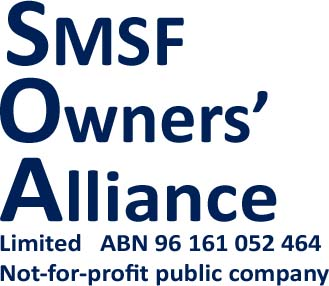 SMSF
Owners’
Alliance
Limited ABN 96 161 052 464
Not-for-profit public company